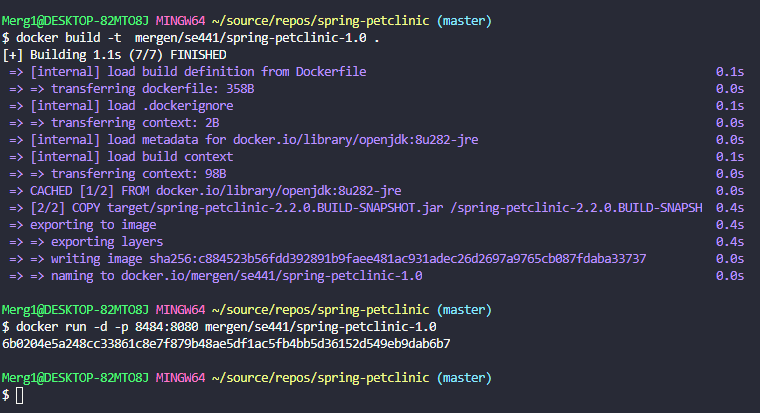 Merg1@DESKTOP-82MTO8J MINGW64 ~/source/repos/spring-petclinic (master)
$ docker build -t  mergen/se441/spring-petclinic-1.0 .
[+] Building 1.1s (7/7) FINISHED
=> [internal] load build definition from Dockerfile 0.1s
=> => transferring dockerfile: 358B 0.0s
=> [internal] load .dockerignore 0.1s
=> => transferring context: 2B 0.0s
=> [internal] load metadata for docker.io/library/openjdk:8u282-jre 0.0s
=> [internal] load build context 0.1s
=> => transferring context: 98B 0.0s
=> CACHED [1/2] FROM docker.io/library/openjdk:8u282-jre 0.0s
=> [2/2] COPY target/spring-petclinic-2.2.0.BUILD-SNAPSHOT.jar /spring-petclinic-2.2.0.BUILD-SNAPSH 0.4s
=> exporting to image 0.4s
=> => exporting layers 0.4s
=> => writing image sha256:c884523b56fdd392891b9faee481ac931adec26d2697a9765cb087fdaba33737 0.0s
=> => naming to docker.io/mergen/se441/spring-petclinic-1.0 0.0s
Merg1@DESKTOP-82MTO8J MINGW64 ~/source/repos/spring-petclinic (master)
$ docker run -d -p 8484:8080 mergen/se441/spring-petclinic-1.0
6b0204e5a248cc33861c8e7f879b48ae5df1ac5fb4bb5d36152d549eb9dab6b7
Merg1@DESKTOP-82MTO8J MINGW64 ~/source/repos/spring-petclinic (master)
$